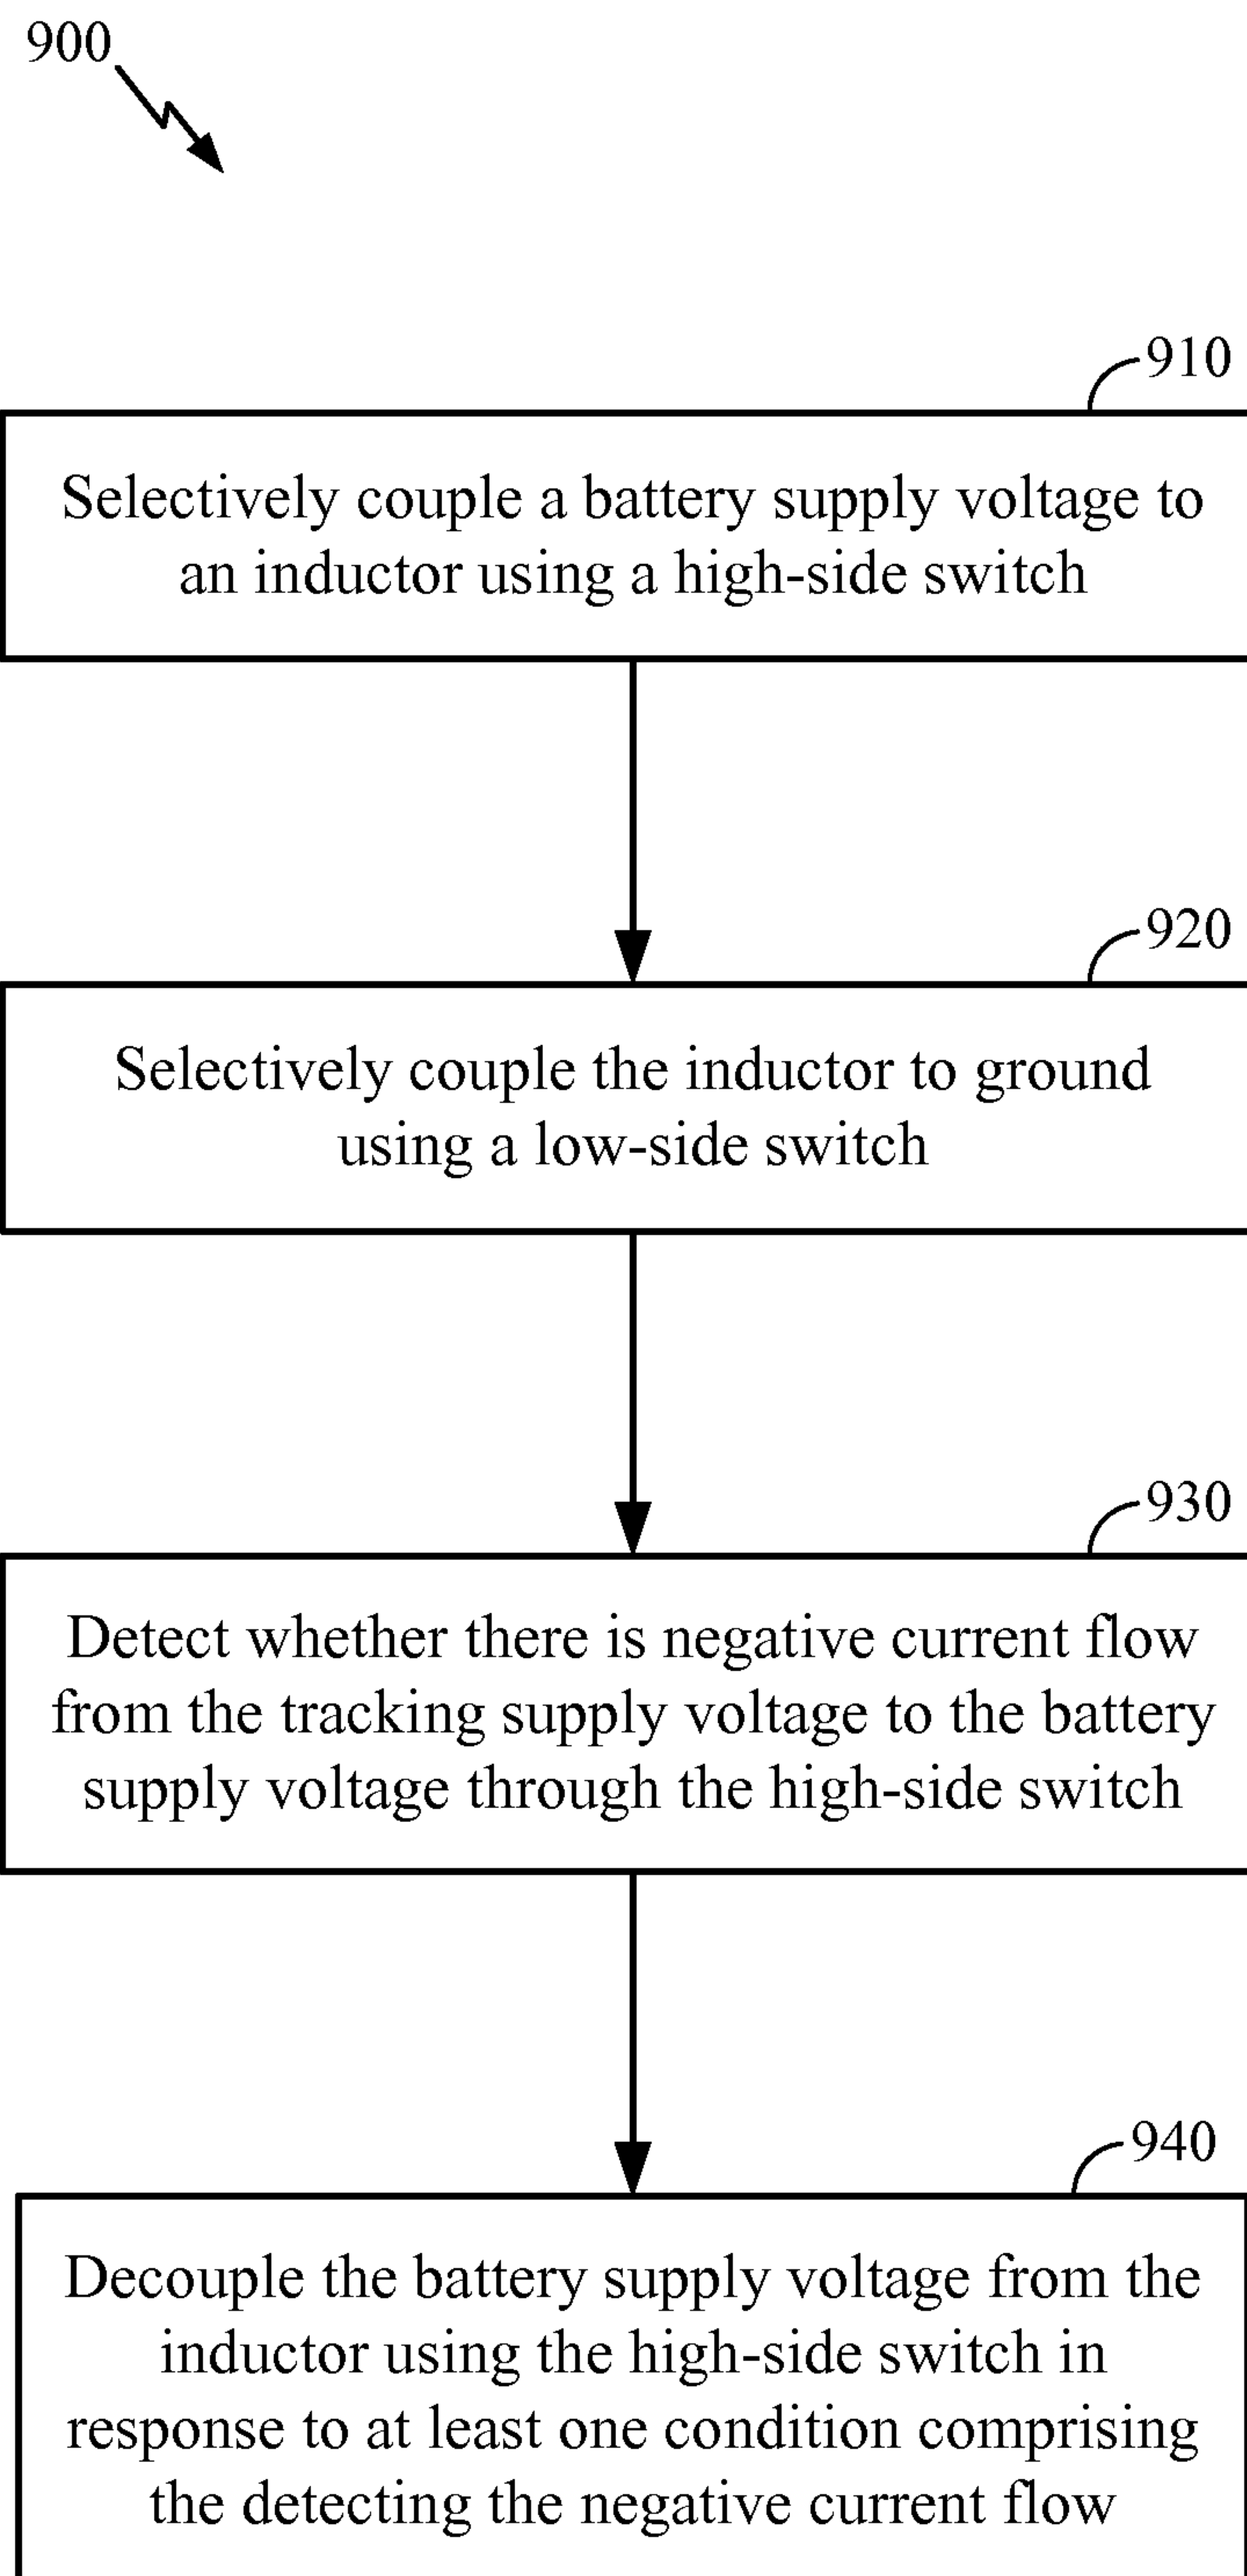 900
910
Selectively couple a battery supply voltage to
an inductor using a high-side switch
920
Selectively couple the inductor to ground
using a low-side switch
930
Detect whether there is negative current flow
from the tracking supply voltage to the battery
supply voltage through the high-side switch
940
Decouple the battery supply voltage from the
inductor using the high-side switch in
response to at least one condition comprising
the detecting the negative current flow